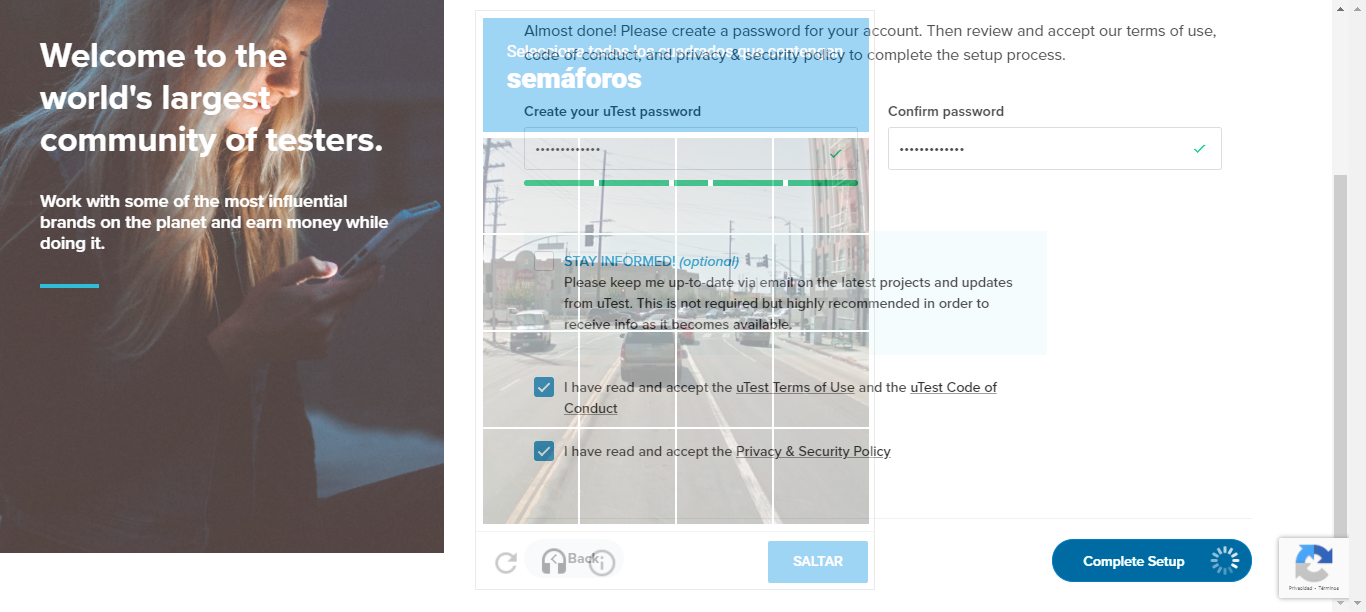 Welcome to the
world's largest
community of testers.
Work with some of the most influential
brands on the planet and earn money while
doing it.
Almost done! Please create a password for your account. Then review and accept our terms of use,
code of conduct, and privacy & security policy to complete the setup process.
Selecciona todos los cuadrados que contengan
semáforos
Create your uTest password
Confirm password
•••••••••••••
•••••••••••••
STAY INFORMED! (optional)
Please keep me up-to-date via email on the latest projects and updates
from uTest. This is not required but highly recommended in order to
receive info as it becomes available.
I have read and accept the uTest Terms of Use and the uTest Code of
Conduct
I have read and accept the Privacy & Security Policy
Back
SALTAR
Complete Setup
Privacidad - Términos